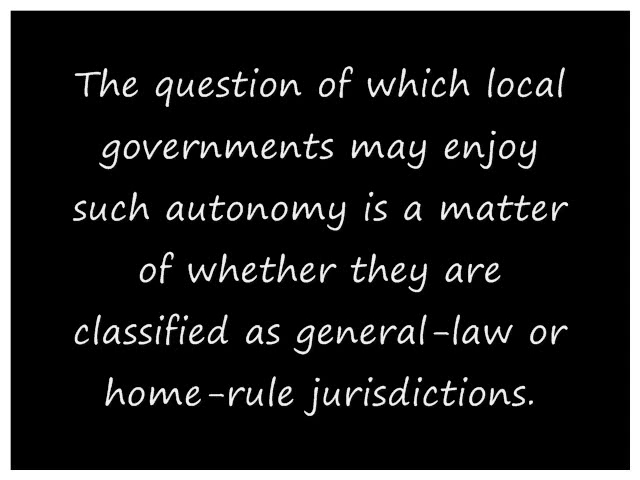 The question of which local
governments may enjoy
such autonomy is a matter
of whether they are
classified as general-law or
home-rule jurisdictions.